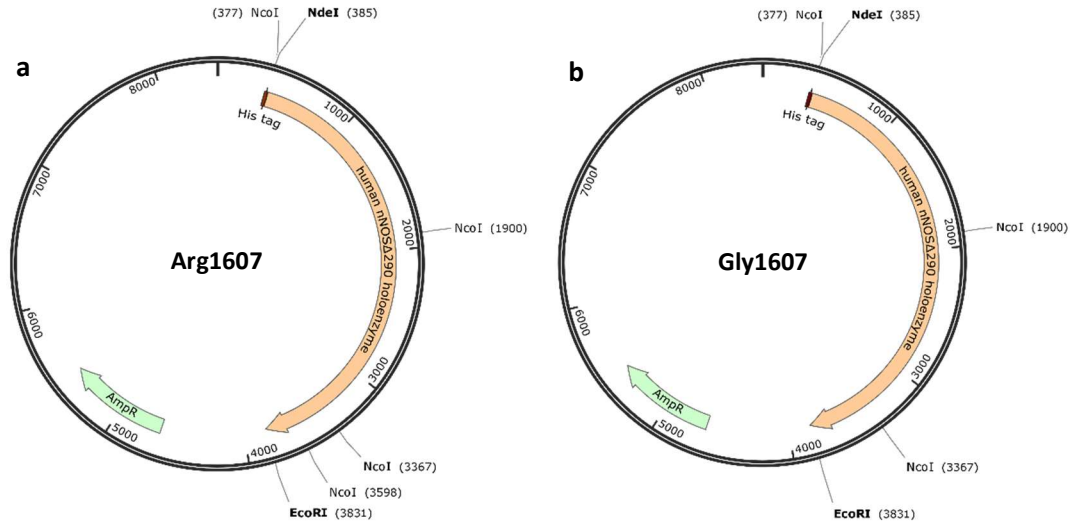 a
(377) NcoI NdeI (385)
8000
1000
His tag
7000
2000
NcoI (1900)
Arg1607
human nNOSΔ290 holoenzyme
6000
3000
AmpR
5000
4000
NcoI (3367)
NcoI (3598)
EcoRI (3831)
b
(377) NcoI NdeI (385)
8000
1000
His tag
7000
2000
NcoI (1900)
Gly1607
human nNOSΔ290 holoenzyme
6000
3000
AmpR
5000
4000
NcoI (3367)
EcoRI (3831)